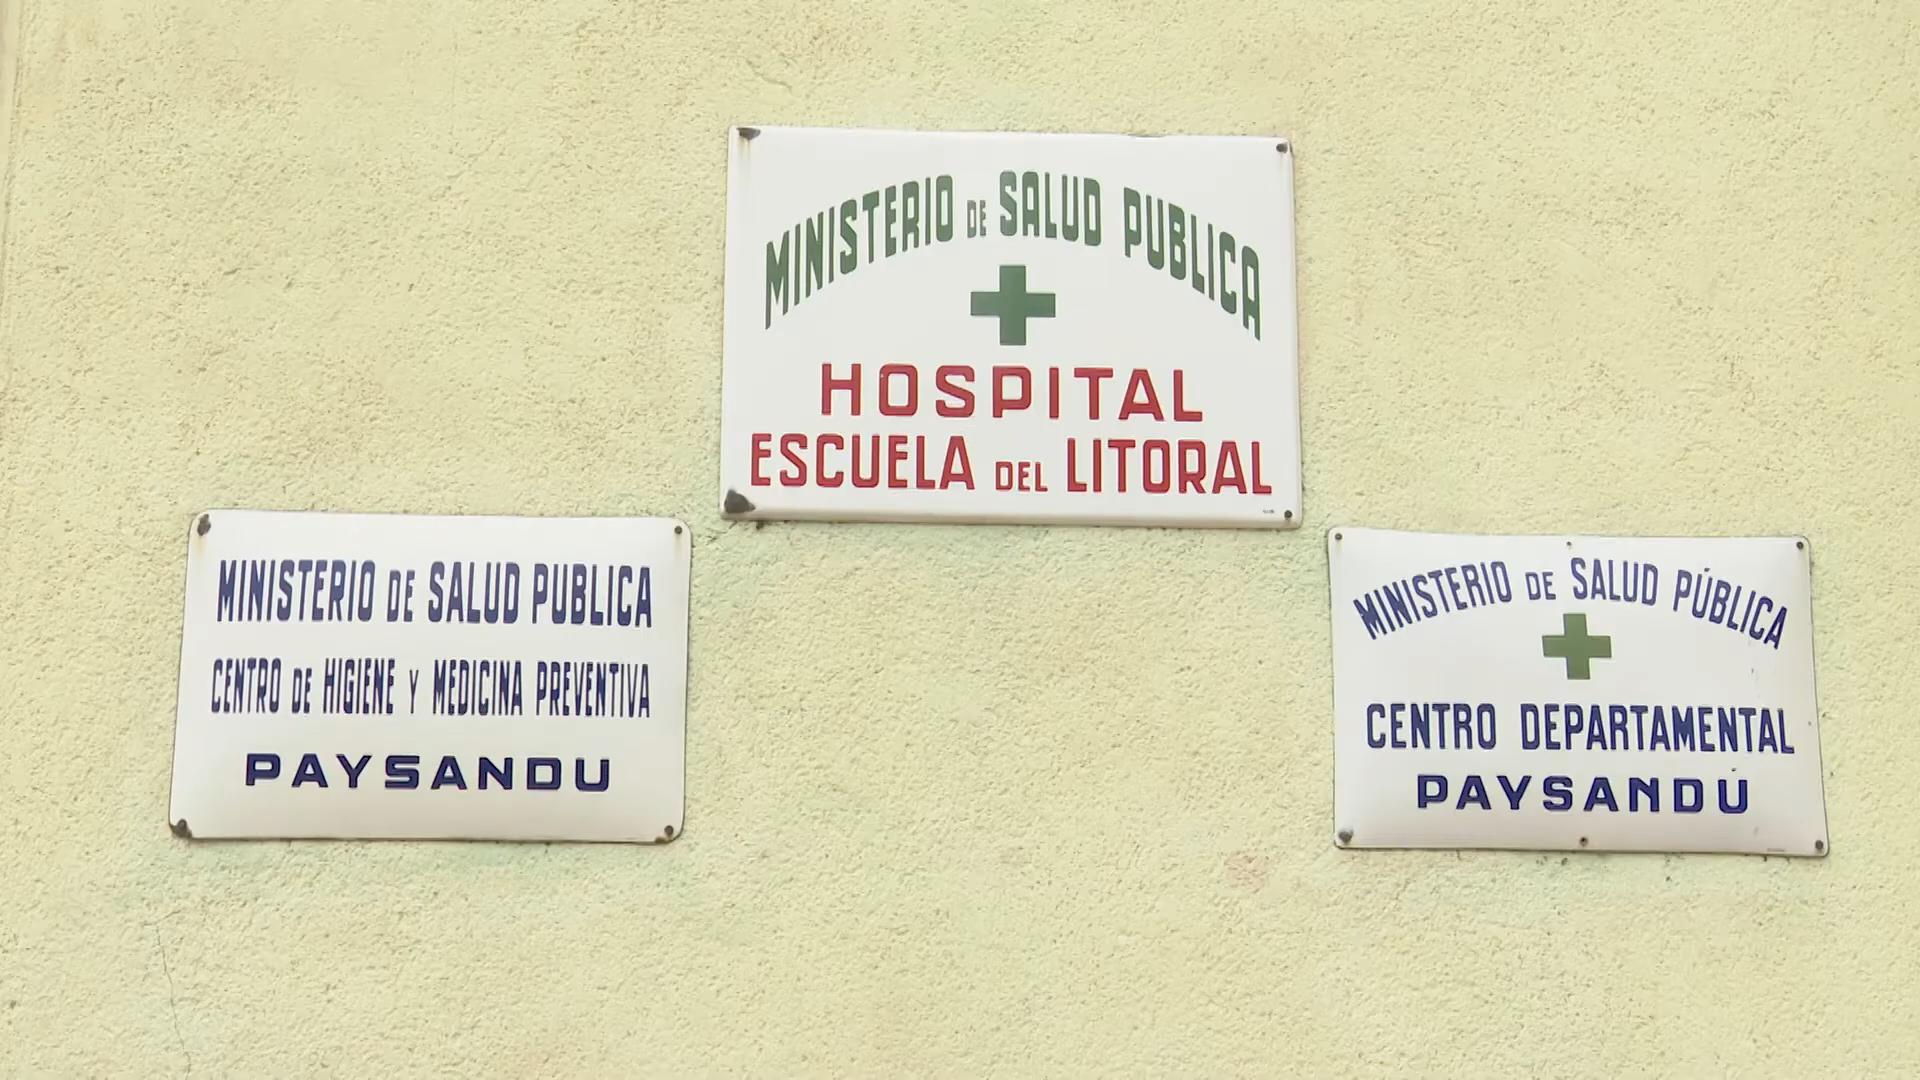 MINISTERIO DE SALUD PUBLICA
HOSPITAL
ESCUELA DEL LITORAL
MINISTERIO DE SALUD PUBLICA
CENTRO DE HIGIENE Y MEDICINA PREVENTIVA
PAYSANDU
MINISTERIO DE SALUD PÚBLICA
CENTRO DEPARTAMENTAL
PAYSANDÚ